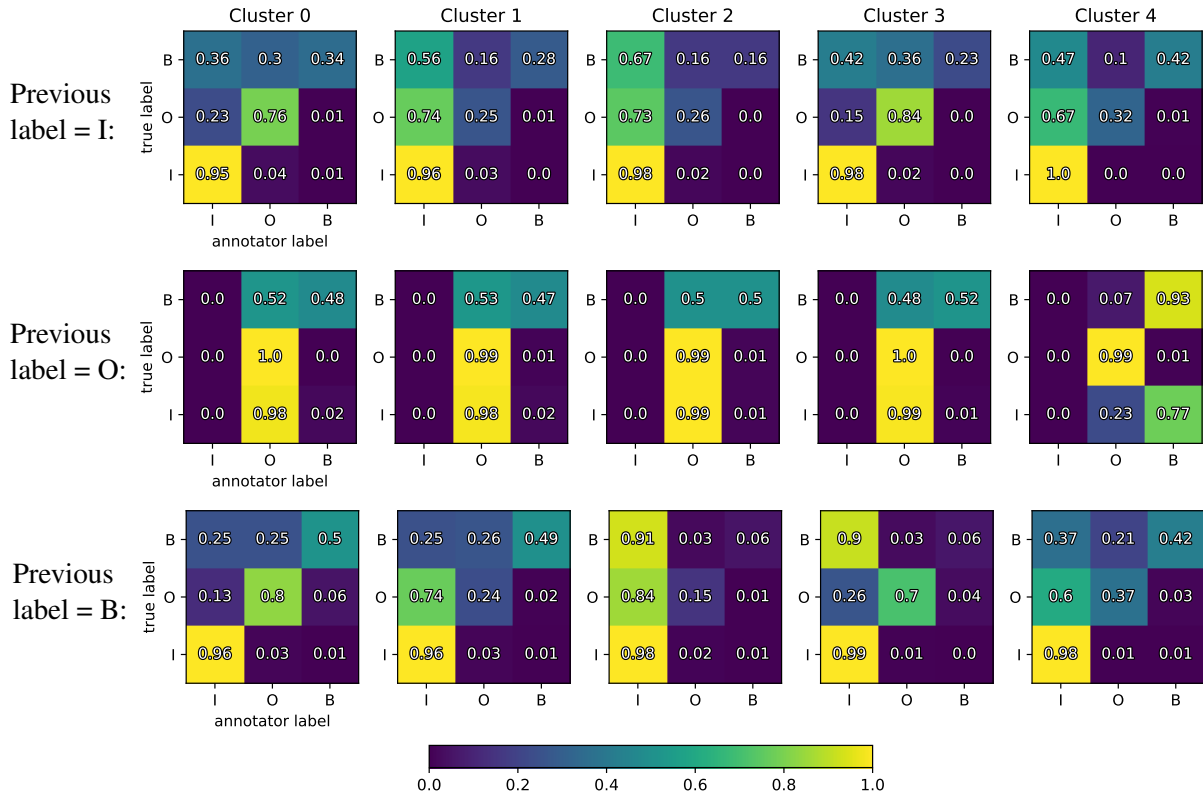 Cluster 0 Cluster 1 Cluster 2 Cluster 3 Cluster 4
Previous
label = I:
true label
B 0.36 0.3 0.34 B 0.56 0.16 0.28 B 0.67 0.16 0.16 B 0.42 0.36 0.23 B 0.47 0.1 0.42
O 0.23 0.76 0.01 O 0.74 0.25 0.01 O 0.73 0.26 0.0 O 0.15 0.84 0.0 O 0.67 0.32 0.01
I 0.95 0.04 0.01 I 0.96 0.03 0.0 I 0.98 0.02 0.0 I 0.98 0.02 0.0 I 1.0 0.0 0.0
I O B I O B I O B I O B I O B
annotator label
Previous
label = O:
true label
B 0.0 0.52 0.48 B 0.0 0.53 0.47 B 0.0 0.5 0.5 B 0.0 0.48 0.52 B 0.0 0.07 0.93
O 0.0 1.0 0.0 O 0.0 0.99 0.01 O 0.0 0.99 0.01 O 0.0 1.0 0.0 O 0.0 0.99 0.01
I 0.0 0.98 0.02 I 0.0 0.98 0.02 I 0.0 0.99 0.01 I 0.0 0.99 0.01 I 0.0 0.23 0.77
I O B I O B I O B I O B I O B
annotator label
Previous
label = B:
true label
B 0.25 0.25 0.5 B 0.25 0.26 0.49 B 0.91 0.03 0.06 B 0.9 0.03 0.06 B 0.37 0.21 0.42
O 0.13 0.8 0.06 O 0.74 0.24 0.02 O 0.84 0.15 0.01 O 0.26 0.7 0.04 O 0.6 0.37 0.03
I 0.96 0.03 0.01 I 0.96 0.03 0.01 I 0.98 0.02 0.01 I 0.99 0.01 0.0 I 0.98 0.01 0.01
I O B I O B I O B I O B I O B
annotator label
0.0 0.2 0.4 0.6 0.8 1.0